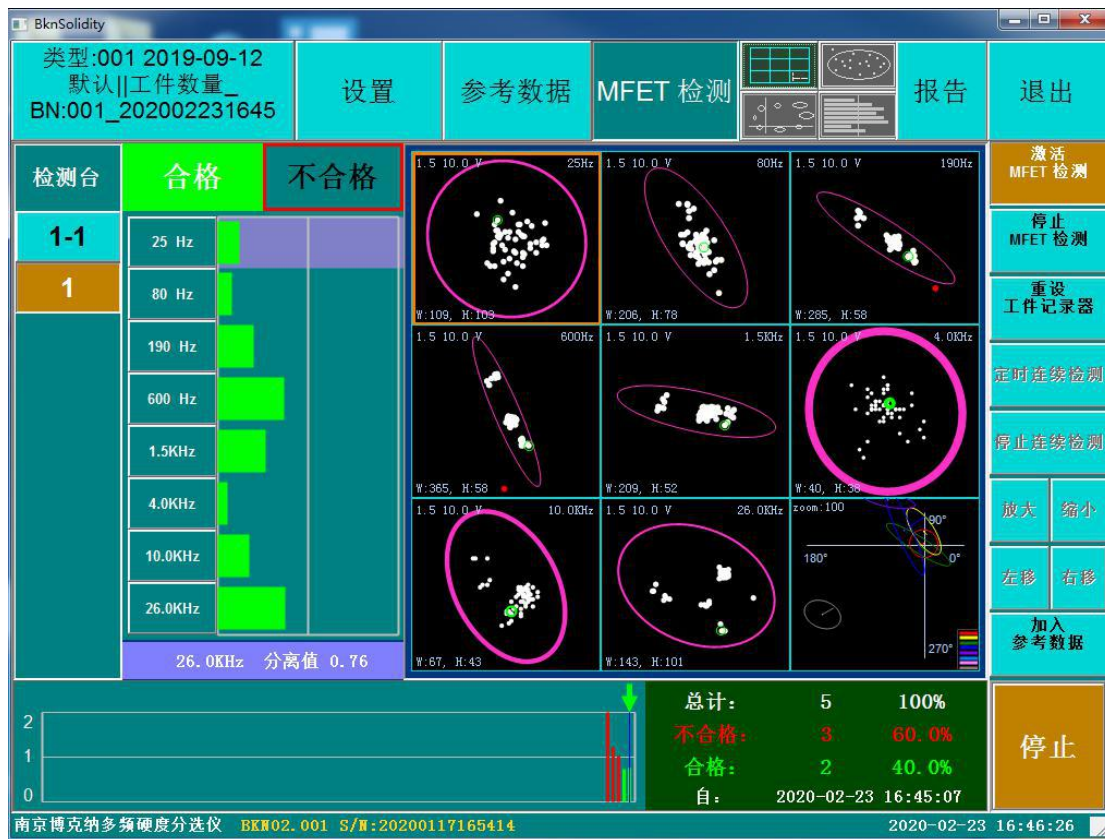 BknSolidity
类型:001 2019-09-12
默认||工件数量_
BN:001_202002231645
设置
参考数据
MFET 检测
报告
退出
检测台
合格
不合格
1-1
1
25 Hz
80 Hz
190 Hz
600 Hz
1.5KHz
4.0KHz
10.0KHz
26.0KHz
26.0KHz 分离值 0.76
1.5 10.0 V 25Hz
W:109, H:103
1.5 10.0 V 80Hz
W:206, H:78
1.5 10.0 V 190Hz
W:285, H:58
1.5 10.0 V 600Hz
W:365, H:58
1.5 10.0 V 1.5KHz
W:209, H:52
1.5 10.0 V 4.0KHz
W:40, H:38
1.5 10.0 V 10.0KHz
W:67, H:43
1.5 10.0 V 26.0KHz
W:143, H:101
zoom:100
90°
180°
0°
270°
激活
MFET 检测
停止
MFET 检测
重设
工件记录器
定时连续检测
停止连续检测
放大
缩小
左移
右移
加入
参考数据
2
1
0
总计: 5 100%
不合格: 3 60.0%
合格: 2 40.0%
自: 2020-02-23 16:45:07
停止
南京博克纳多频硬度分选仪 BKN02.001 S/N:20200117165414
2020-02-23 16:46:26